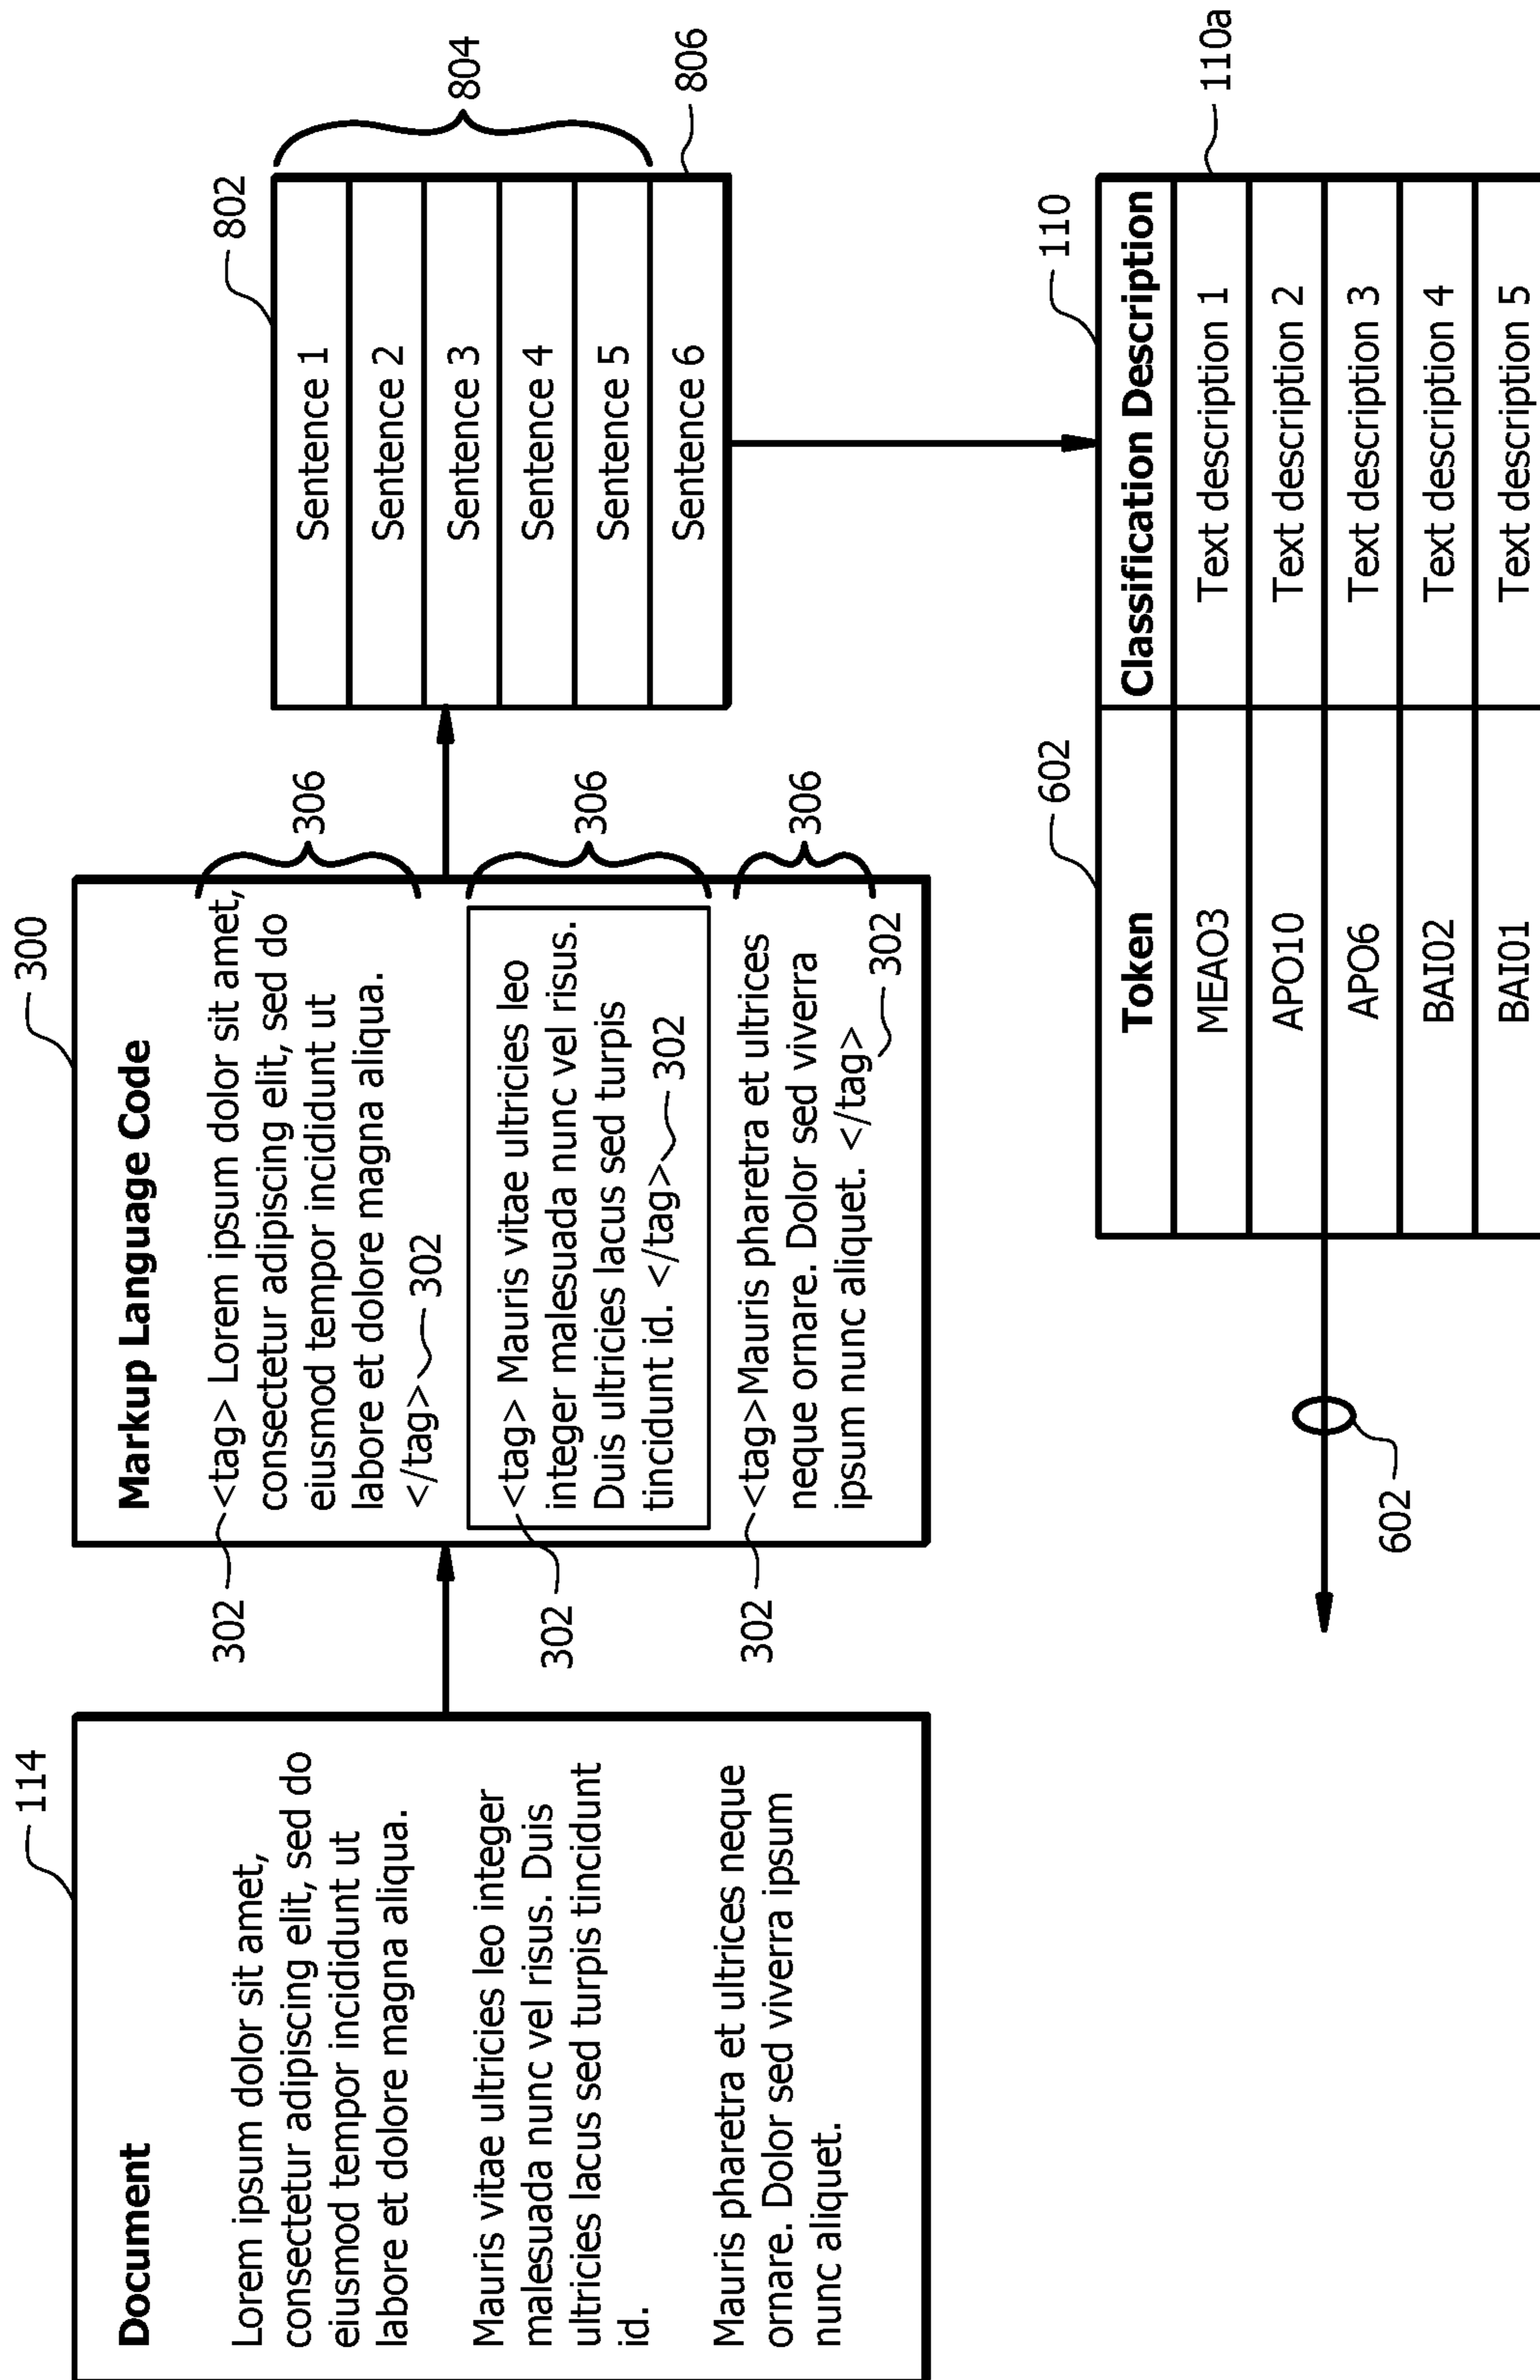 114
Document
Lorem ipsum dolor sit amet,
consectetur adipiscing elit, sed do
eiusmod tempor incididunt ut
labore et dolore magna aliqua.
Mauris vitae ultricies leo integer
malesuada nunc vel risus. Duis
ultricies lacus sed turpis tincidunt
id.
Mauris pharetra et ultrices neque
ornare. Dolor sed viverra ipsum
nunc aliquet.
300
Markup Language Code
302 <tag> Lorem ipsum dolor sit amet,
consectetur adipiscing elit, sed do
eiusmod tempor incididunt ut
labore et dolore magna aliqua.
</tag> 302
306
302 <tag> Mauris vitae ultricies leo
integer malesuada nunc vel risus.
Duis ultricies lacus sed turpis
tincidunt id. </tag> 302
306
302 <tag>Mauris pharetra et ultrices
neque ornare. Dolor sed viverra
ipsum nunc aliquet. </tag> 302
306
802
Sentence 1
Sentence 2
Sentence 3
Sentence 4
Sentence 5
Sentence 6
804
806
602
110
Token Classification Description
MEAO3 Text description 1
110a
APO10 Text description 2
APO6 Text description 3
BAI02 Text description 4
BAI01 Text description 5
602